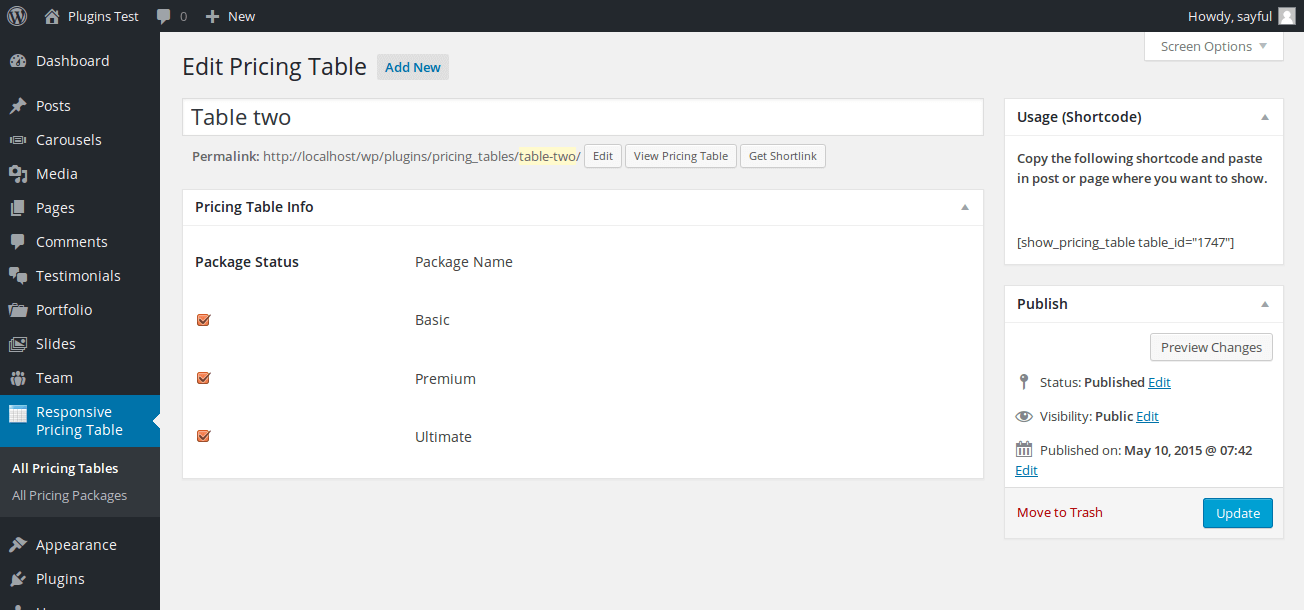 Plugins Test 0 New Howdy, sayful
Screen Options
Dashboard
Posts
Carousels
Media
Pages
Comments
Testimonials
Portfolio
Slides
Team
Responsive
Pricing Table
All Pricing Tables
All Pricing Packages
Appearance
Plugins
Edit Pricing Table Add New
Table two
Permalink: http://localhost/wp/plugins/pricing_tables/table-two/ Edit View Pricing Table Get Shortlink
Pricing Table Info
Package Status Package Name
Basic
Premium
Ultimate
Usage (Shortcode)
Copy the following shortcode and paste
in post or page where you want to show.
[show_pricing_table table_id="1747"]
Publish
Preview Changes
Status: Published Edit
Visibility: Public Edit
Published on: May 10, 2015 @ 07:42
Edit
Move to Trash Update